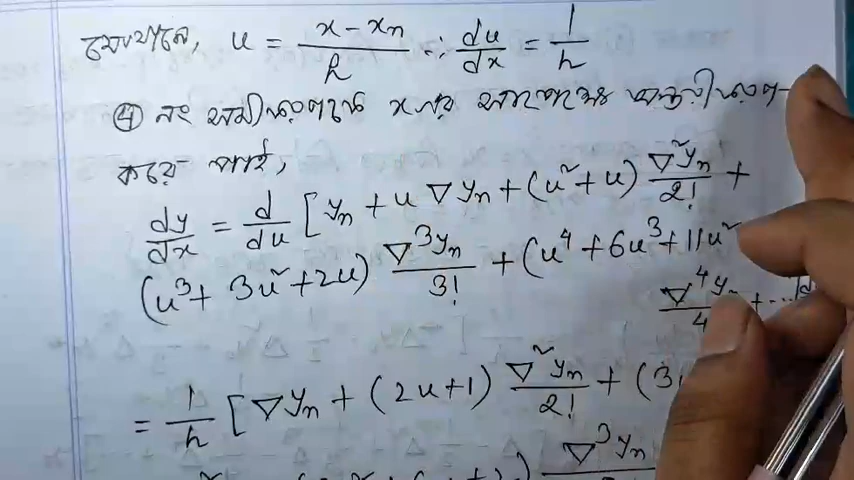 যেখানে, u = (x - xₙ)/h ∴ du/dx = 1/h
④ নং সমীকরণকে x এর সাপেক্ষে অন্তরীকরণ
করে পাই,
dy/dx = d/du [yₙ + u ∇yₙ + (u² + u) ∇²yₙ/2! +
(u³ + 3u² + 2u) ∇³yₙ/3! + (u⁴ + 6u³ + 11u²
∇⁴y /4 + ...
= 1/h [∇yₙ + (2u+1) ∇²yₙ/2! + (3
∇³yₙ